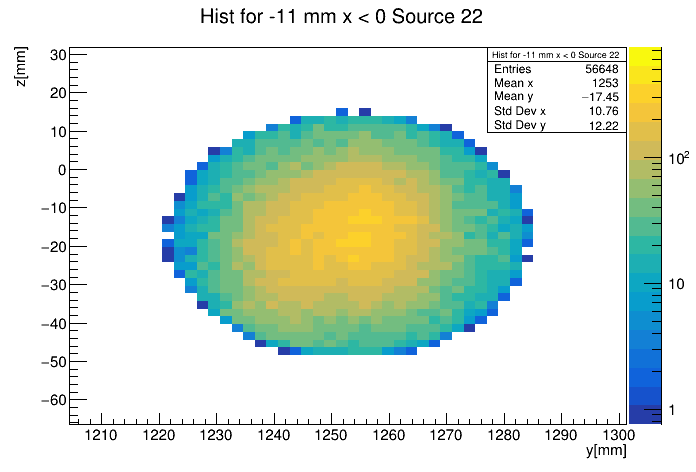 Hist for -11 mm x < 0 Source 22
z[mm]
30
20
10
0
−10
−20
−30
−40
−50
−60
Hist for -11 mm x < 0 Source 22
Entries 56648
Mean x 1253
Mean y −17.45
Std Dev x 10.76
Std Dev y 12.22
10²
10
1
1210 1220 1230 1240 1250 1260 1270 1280 1290 1300
y[mm]